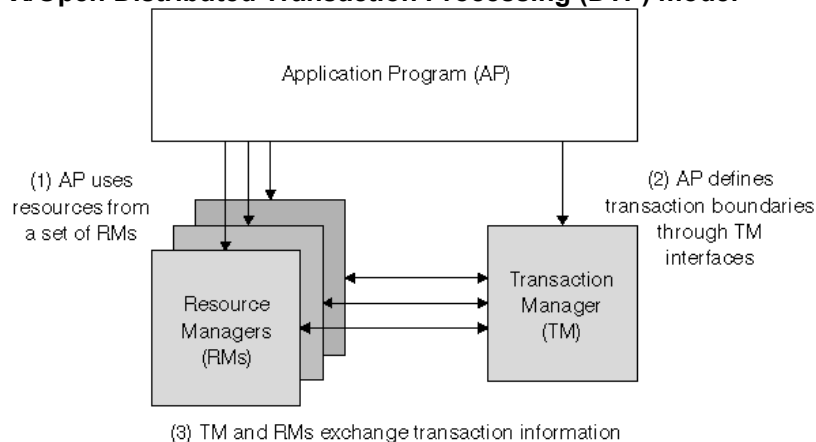 X/Open Distributed Transaction Processing (DTP) model
Application Program (AP)
(1) AP uses
resources from
a set of RMs
(2) AP defines
transaction boundaries
through TM
interfaces
Resource
Managers
(RMs)
Transaction
Manager
(TM)
(3) TM and RMs exchange transaction information